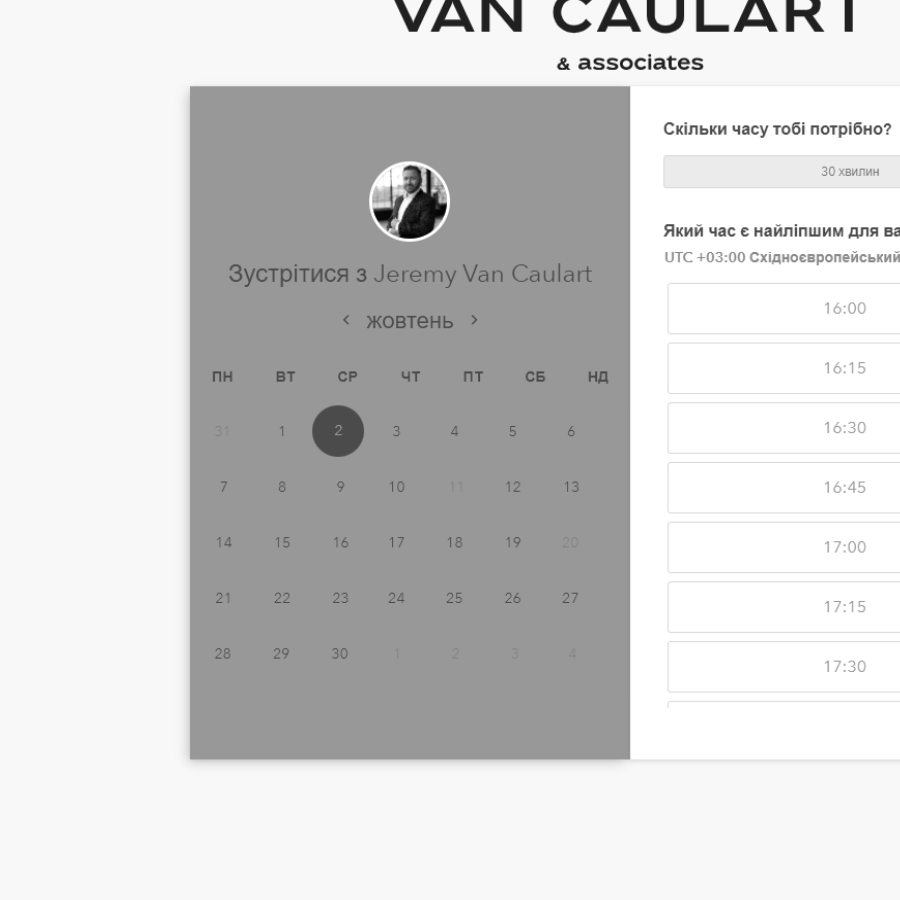 VAN CAULART
& associates
Зустрітися з Jeremy Van Caulart
жовтень
ПН ВТ СР ЧТ ПТ СБ НД
31 1 2 3 4 5 6
7 8 9 10 11 12 13
14 15 16 17 18 19 20
21 22 23 24 25 26 27
28 29 30 1 2 3 4
Скільки часу тобі потрібно?
30 хвилин
Який час є найліпшим для ва
UTC +03:00 Східноєвропейський
16:00
16:15
16:30
16:45
17:00
17:15
17:30